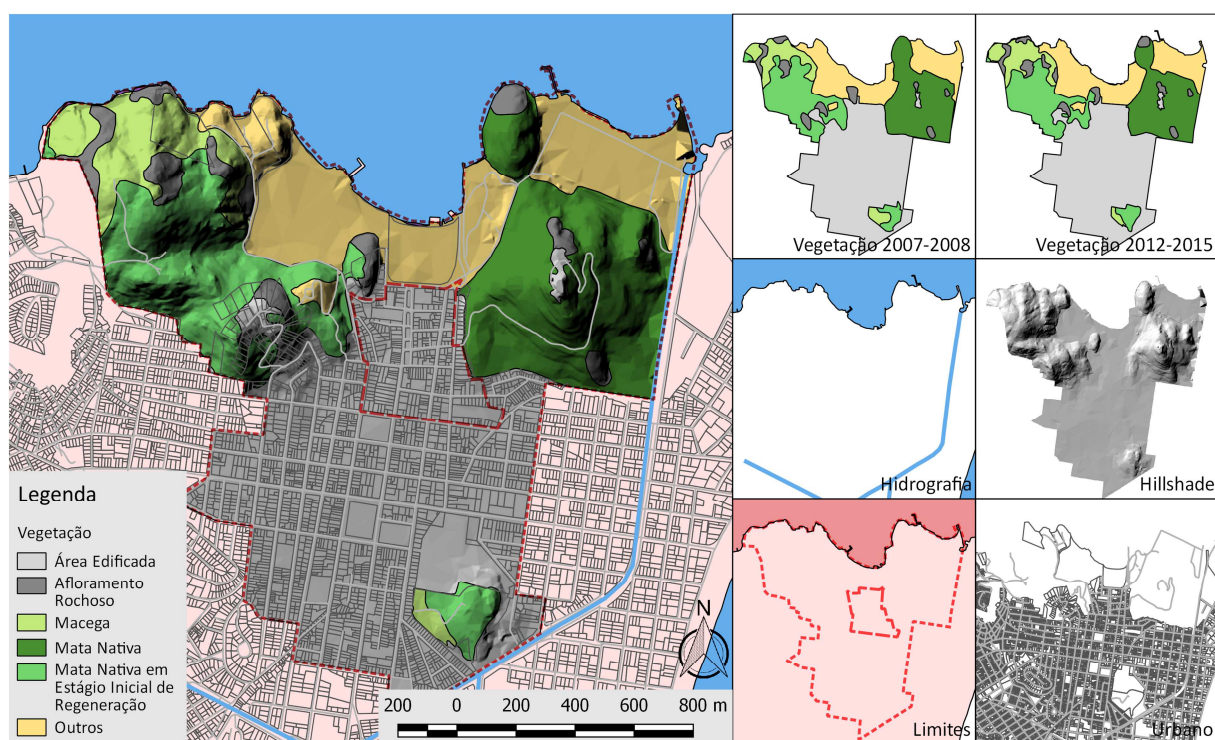 Legenda
Vegetação
Área Edificada
Afloramento
Rochoso
Macega
Mata Nativa
Mata Nativa em
Estágio Inicial de
Regeneração
Outros
200 0 200 400 600 800 m
N
Vegetação 2007-2008
Vegetação 2012-2015
Hidrografia
Hillshade
Limites
Urbano